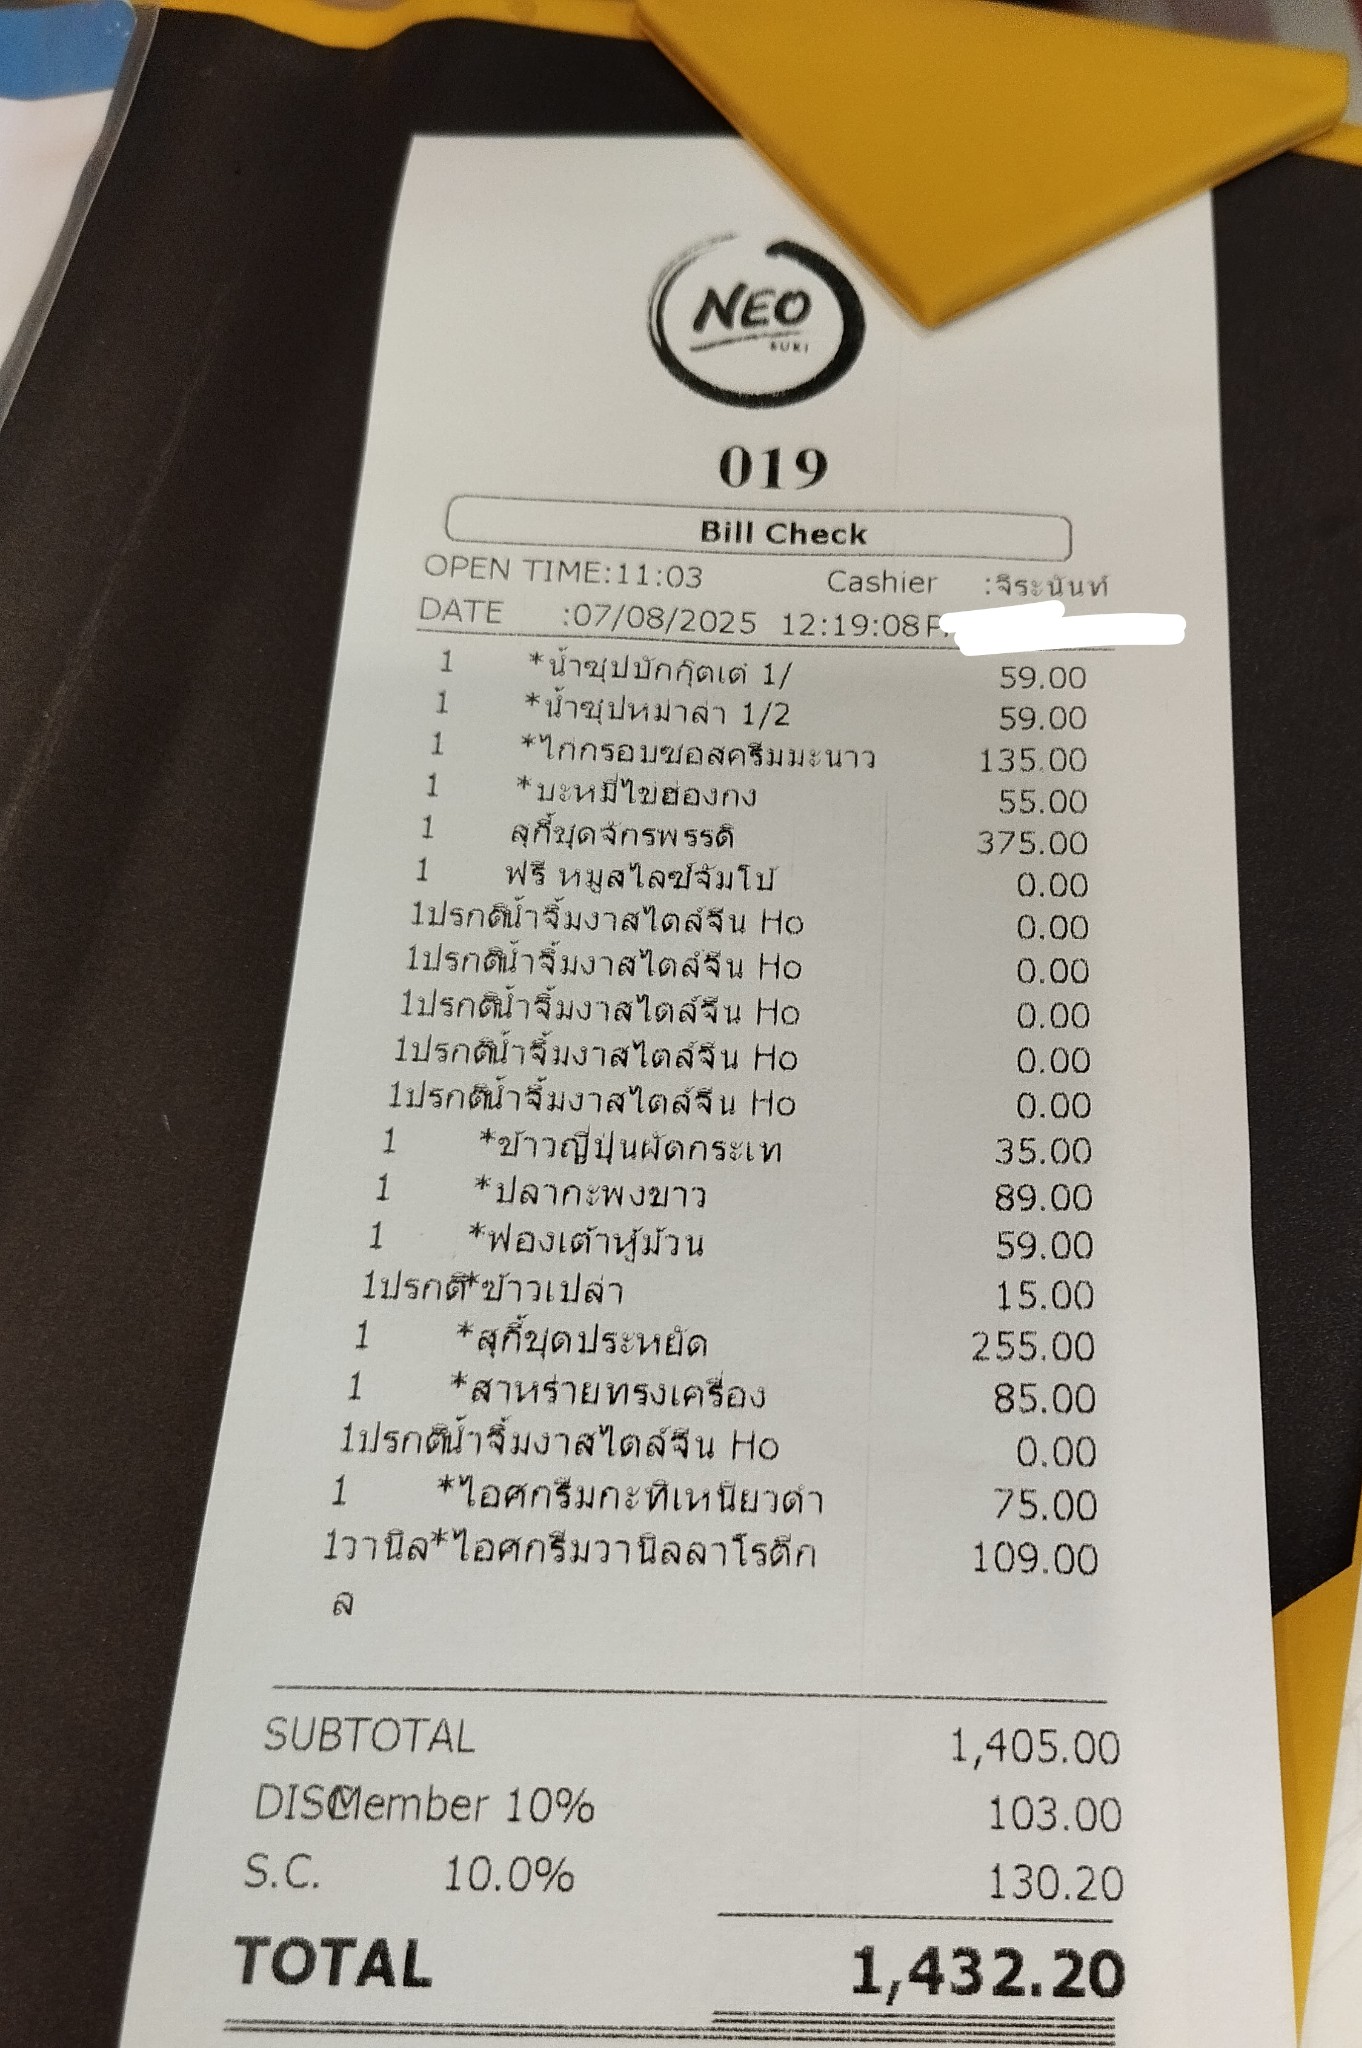 NEO
SUKI
019
Bill Check
OPEN TIME:11:03 Cashier :จิระนันท์
DATE :07/08/2025 12:19:08
1 *น้ำซุปบักกุ๊ตเต๋ 1/ 59.00
1 *น้ำซุปหม่าล่า 1/2 59.00
1 *ไก่กรอบซอสครีมมะนาว 135.00
1 *บะหมี่ไข่ฮ่องกง 55.00
1 สุกี้ชุดจักรพรรดิ 375.00
1 ฟรี หมูสไลซ์จัมโบ้ 0.00
1ปรกติน้ำจิ้มงาสไตล์จีน Ho 0.00
1ปรกติน้ำจิ้มงาสไตล์จีน Ho 0.00
1ปรกติน้ำจิ้มงาสไตล์จีน Ho 0.00
1ปรกติน้ำจิ้มงาสไตล์จีน Ho 0.00
1ปรกติน้ำจิ้มงาสไตล์จีน Ho 0.00
1 *ข้าวญี่ปุ่นผัดกระเท 35.00
1 *ปลากะพงขาว 89.00
1 *ฟองเต้าหู้ม้วน 59.00
1ปรกติ*ข้าวเปล่า 15.00
1 *สุกี้ชุดประหยัด 255.00
1 *สาหร่ายทรงเครื่อง 85.00
1ปรกติน้ำจิ้มงาสไตล์จีน Ho 0.00
1 *ไอศกรีมกะทิเหนียวดำ 75.00
1วานิล*ไอศกรีมวานิลลาโรตีก 109.00
ล
SUBTOTAL 1,405.00
DISCMember 10% 103.00
S.C. 10.0% 130.20
TOTAL 1,432.20